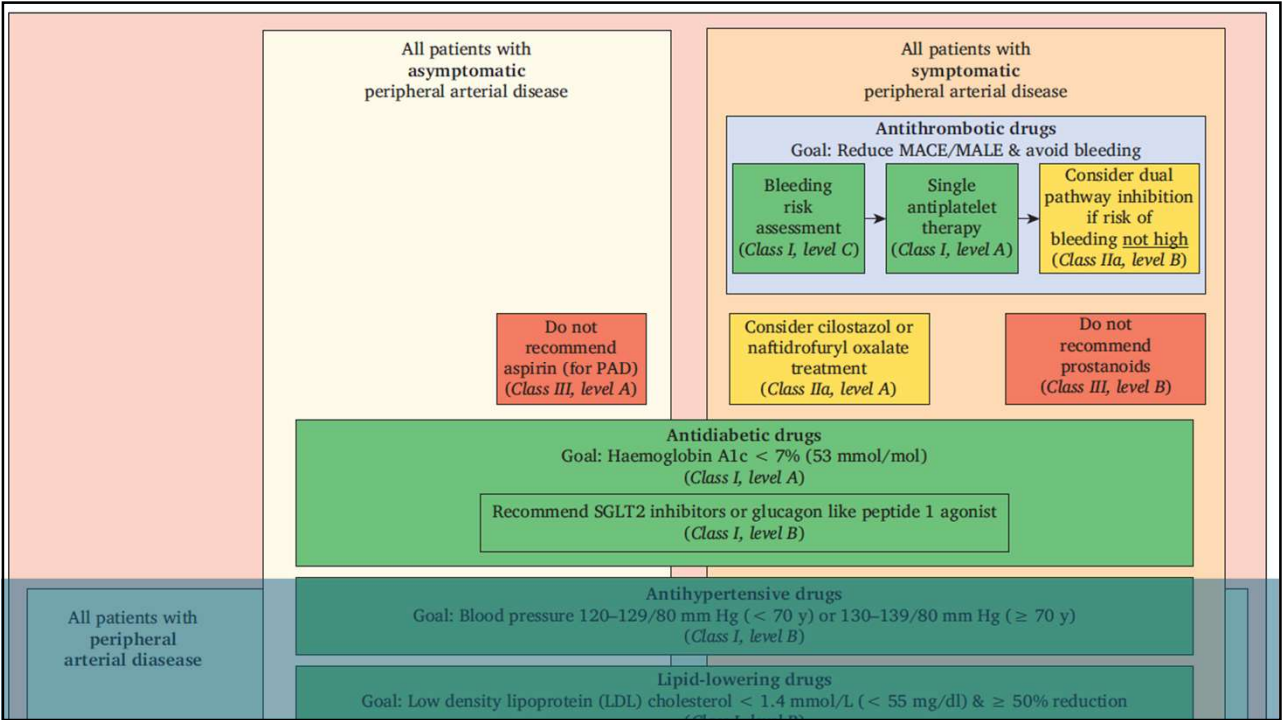 All patients with
asymptomatic
peripheral arterial disease
All patients with
symptomatic
peripheral arterial disease
Antithrombotic drugs
Goal: Reduce MACE/MALE & avoid bleeding
Bleeding
risk
assessment
(Class I, level C)
Single
antiplatelet
therapy
(Class I, level A)
Consider dual
pathway inhibition
if risk of
bleeding not high
(Class IIa, level B)
Do not
recommend
aspirin (for PAD)
(Class III, level A)
Consider cilostazol or
naftidrofuryl oxalate
treatment
(Class IIa, level A)
Do not
recommend
prostanoids
(Class III, level B)
Antidiabetic drugs
Goal: Haemoglobin A1c < 7% (53 mmol/mol)
(Class I, level A)
Recommend SGLT2 inhibitors or glucagon like peptide 1 agonist
(Class I, level B)
All patients with
peripheral
arterial diasease
Antihypertensive drugs
Goal: Blood pressure 120–129/80 mm Hg (< 70 y) or 130–139/80 mm Hg (≥ 70 y)
(Class I, level B)
Lipid-lowering drugs
Goal: Low density lipoprotein (LDL) cholesterol < 1.4 mmol/L (< 55 mg/dl) & ≥ 50% reduction